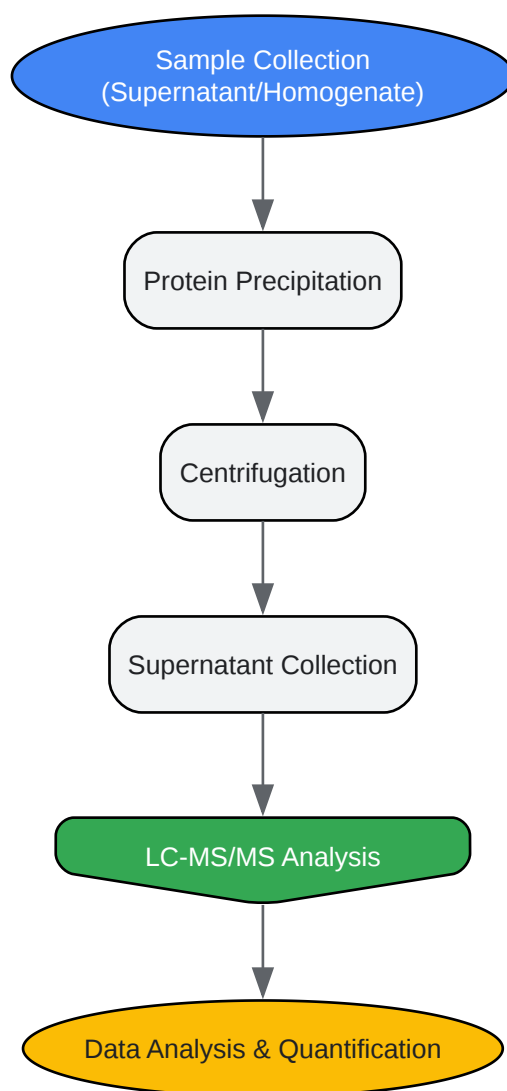 Sample Collection
(Supernatant/Homogenate)
Protein Precipitation
Centrifugation
Supernatant Collection
LC-MS/MS Analysis
Data Analysis & Quantification